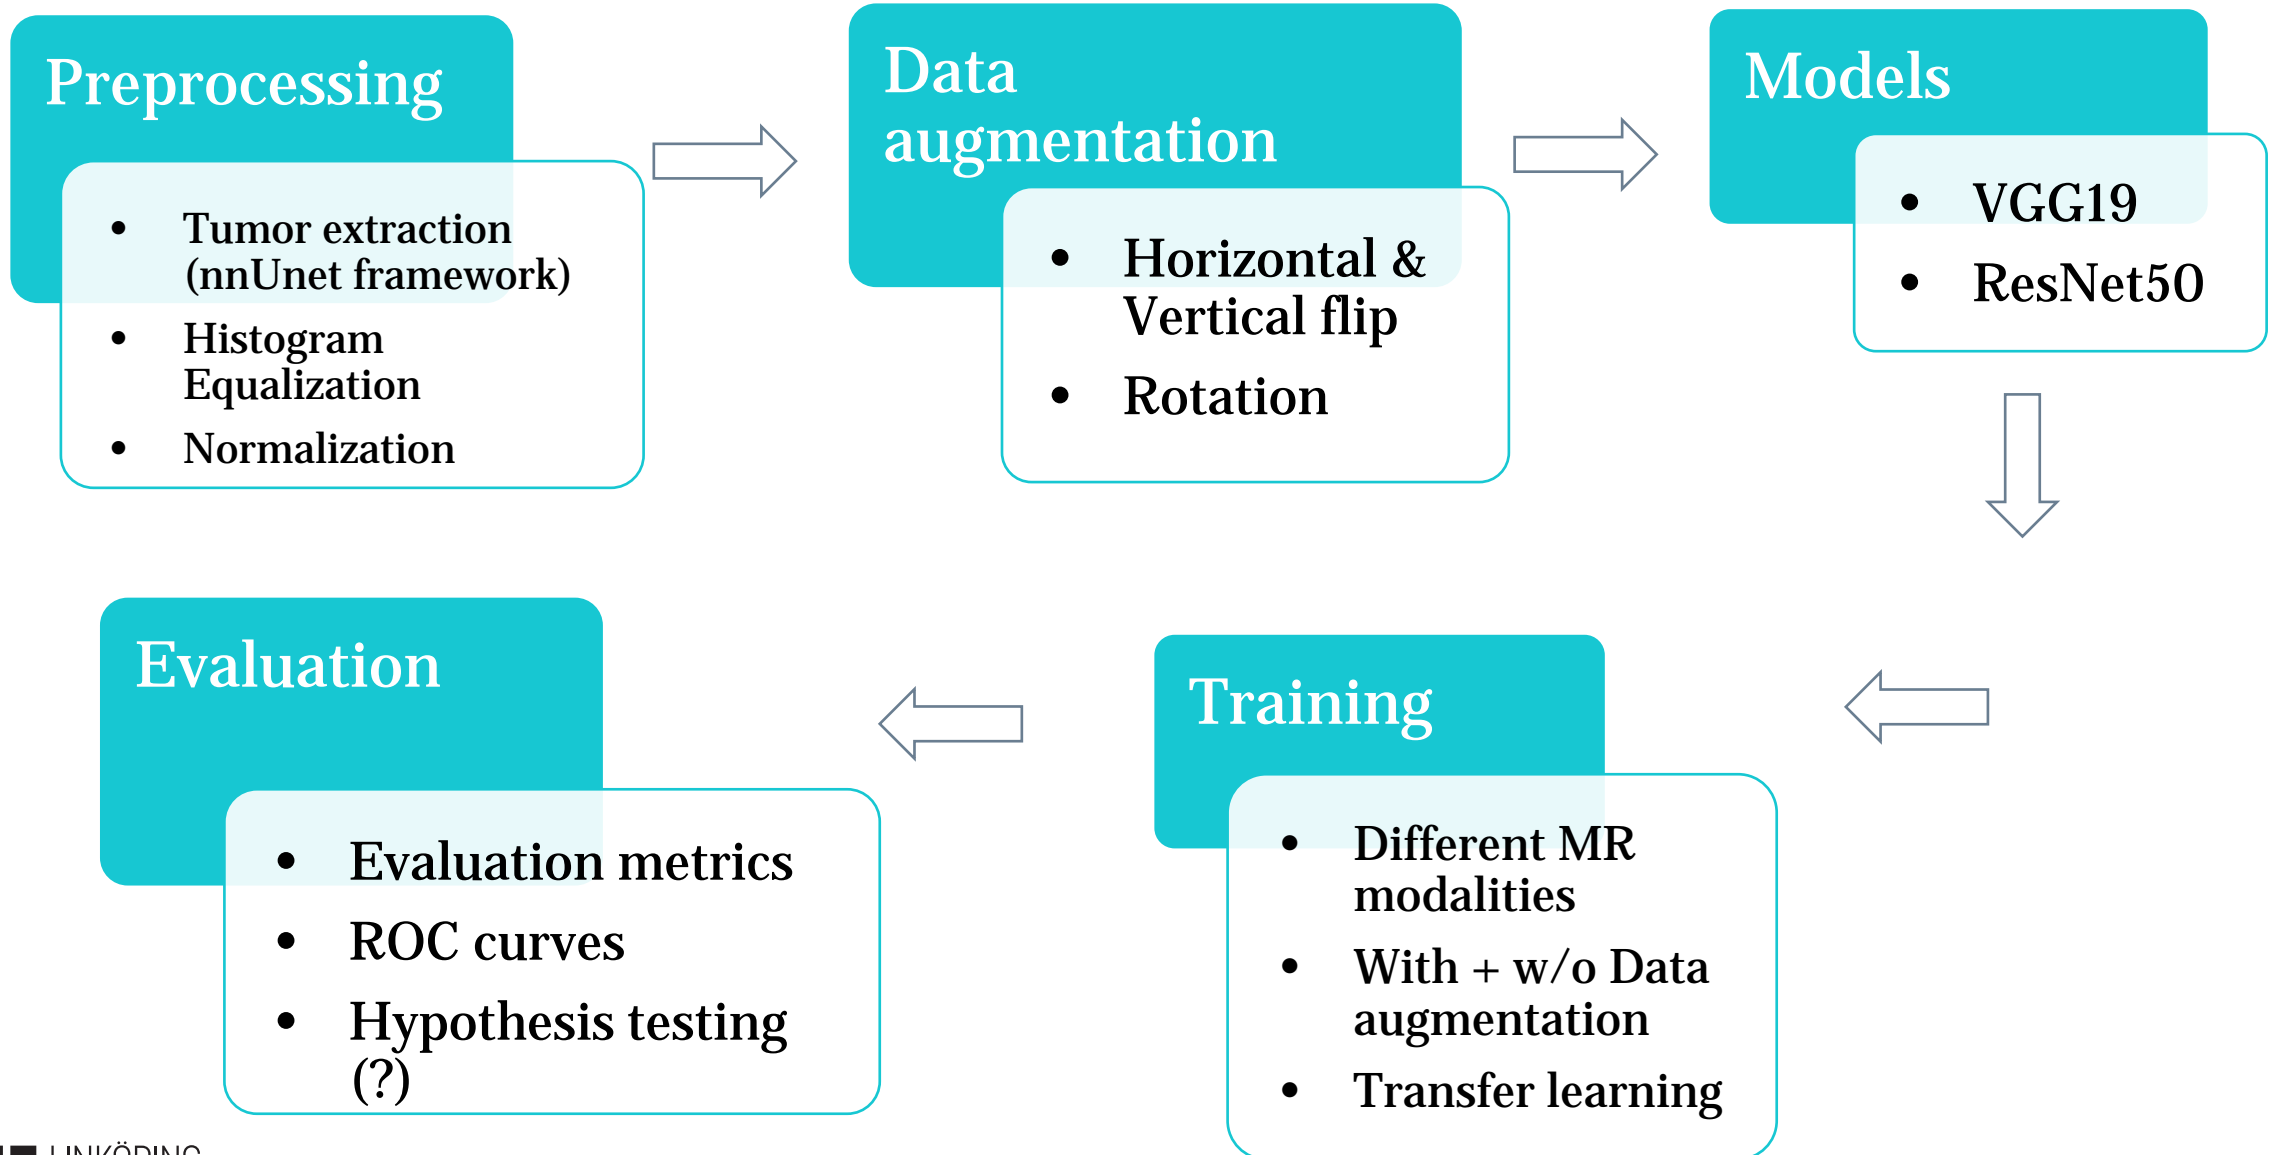 Preprocessing
• Tumor extraction
(nnUnet framework)
• Histogram
Equalization
• Normalization
Data
augmentation
• Horizontal &
Vertical flip
• Rotation
Models
• VGG19
• ResNet50
Training
• Different MR
modalities
• With + w/o Data
augmentation
• Transfer learning
Evaluation
• Evaluation metrics
• ROC curves
• Hypothesis testing
(?)
LINKÖPING